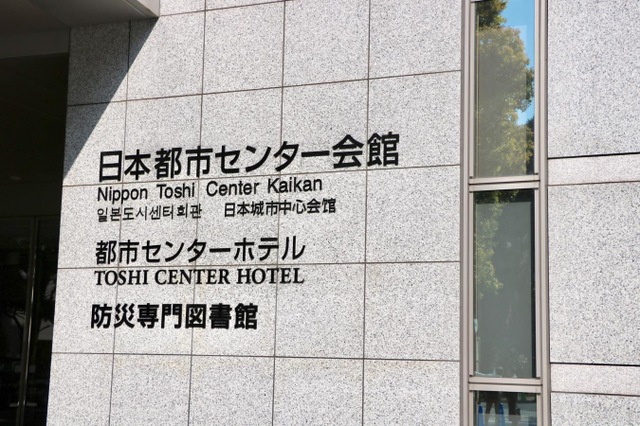 日本都市センター会館
Nippon Toshi Center Kaikan
일본도시센터회관 日本城市中心会馆
都市センターホテル
TOSHI CENTER HOTEL
防災専門図書館